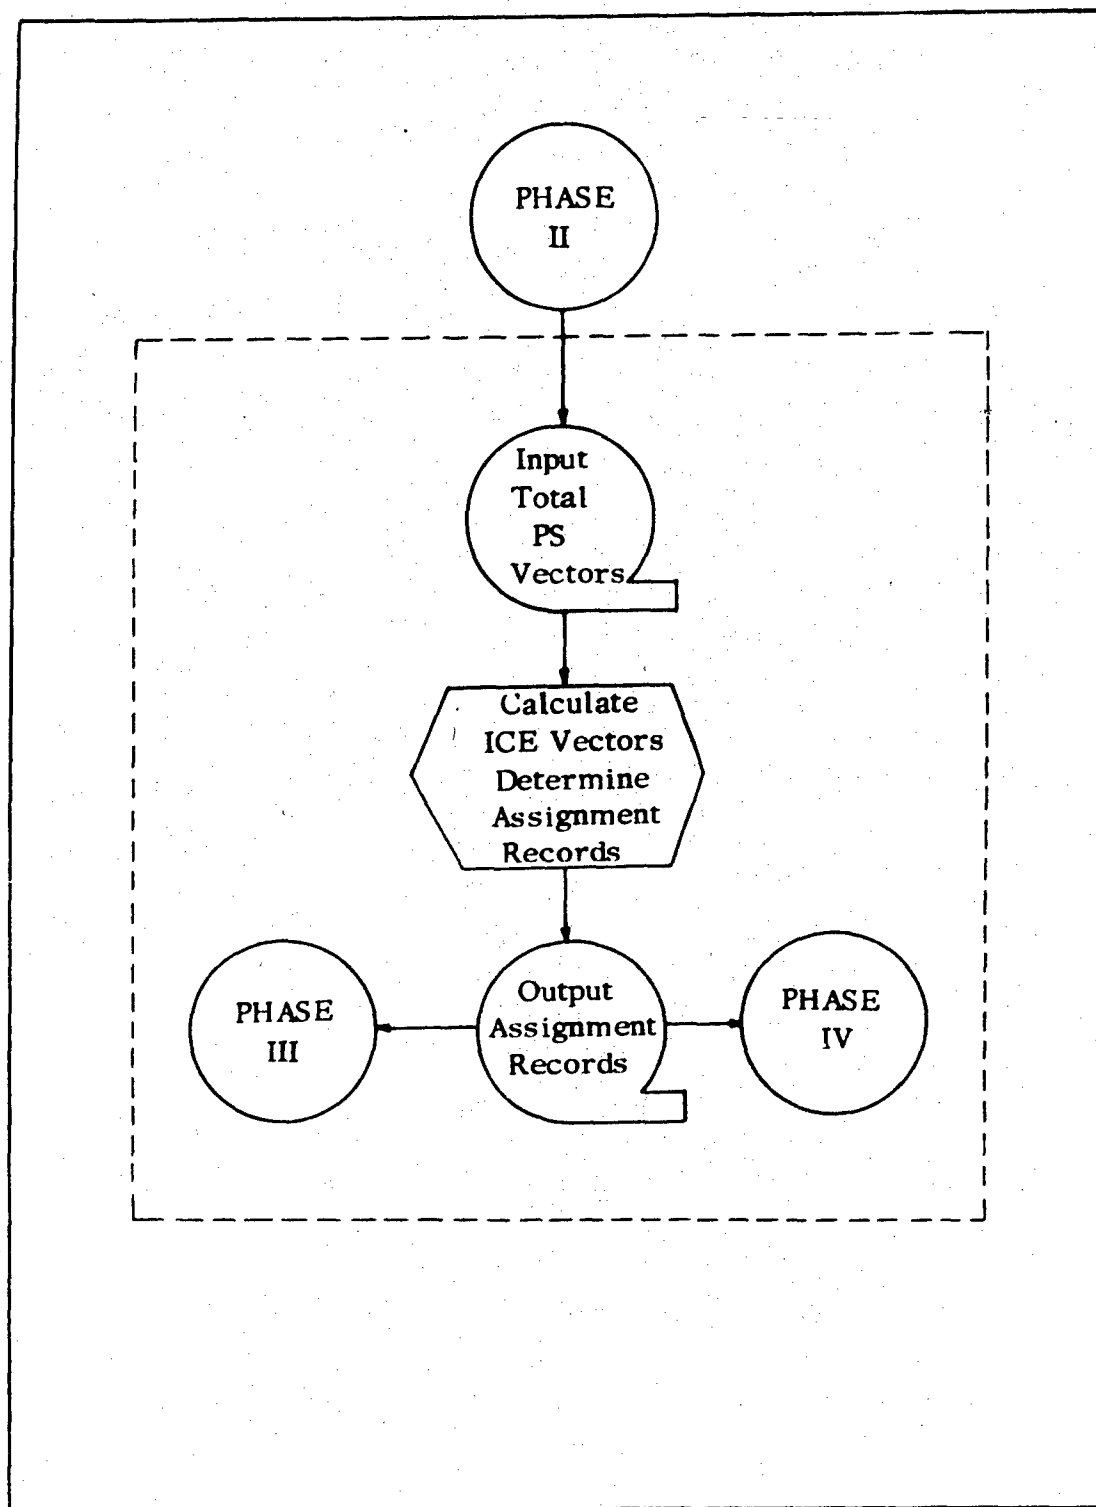 PHASE
II
Input
Total
PS
Vectors
Calculate
ICE Vectors
Determine
Assignment
Records
PHASE
III
Output
Assignment
Records
PHASE
IV